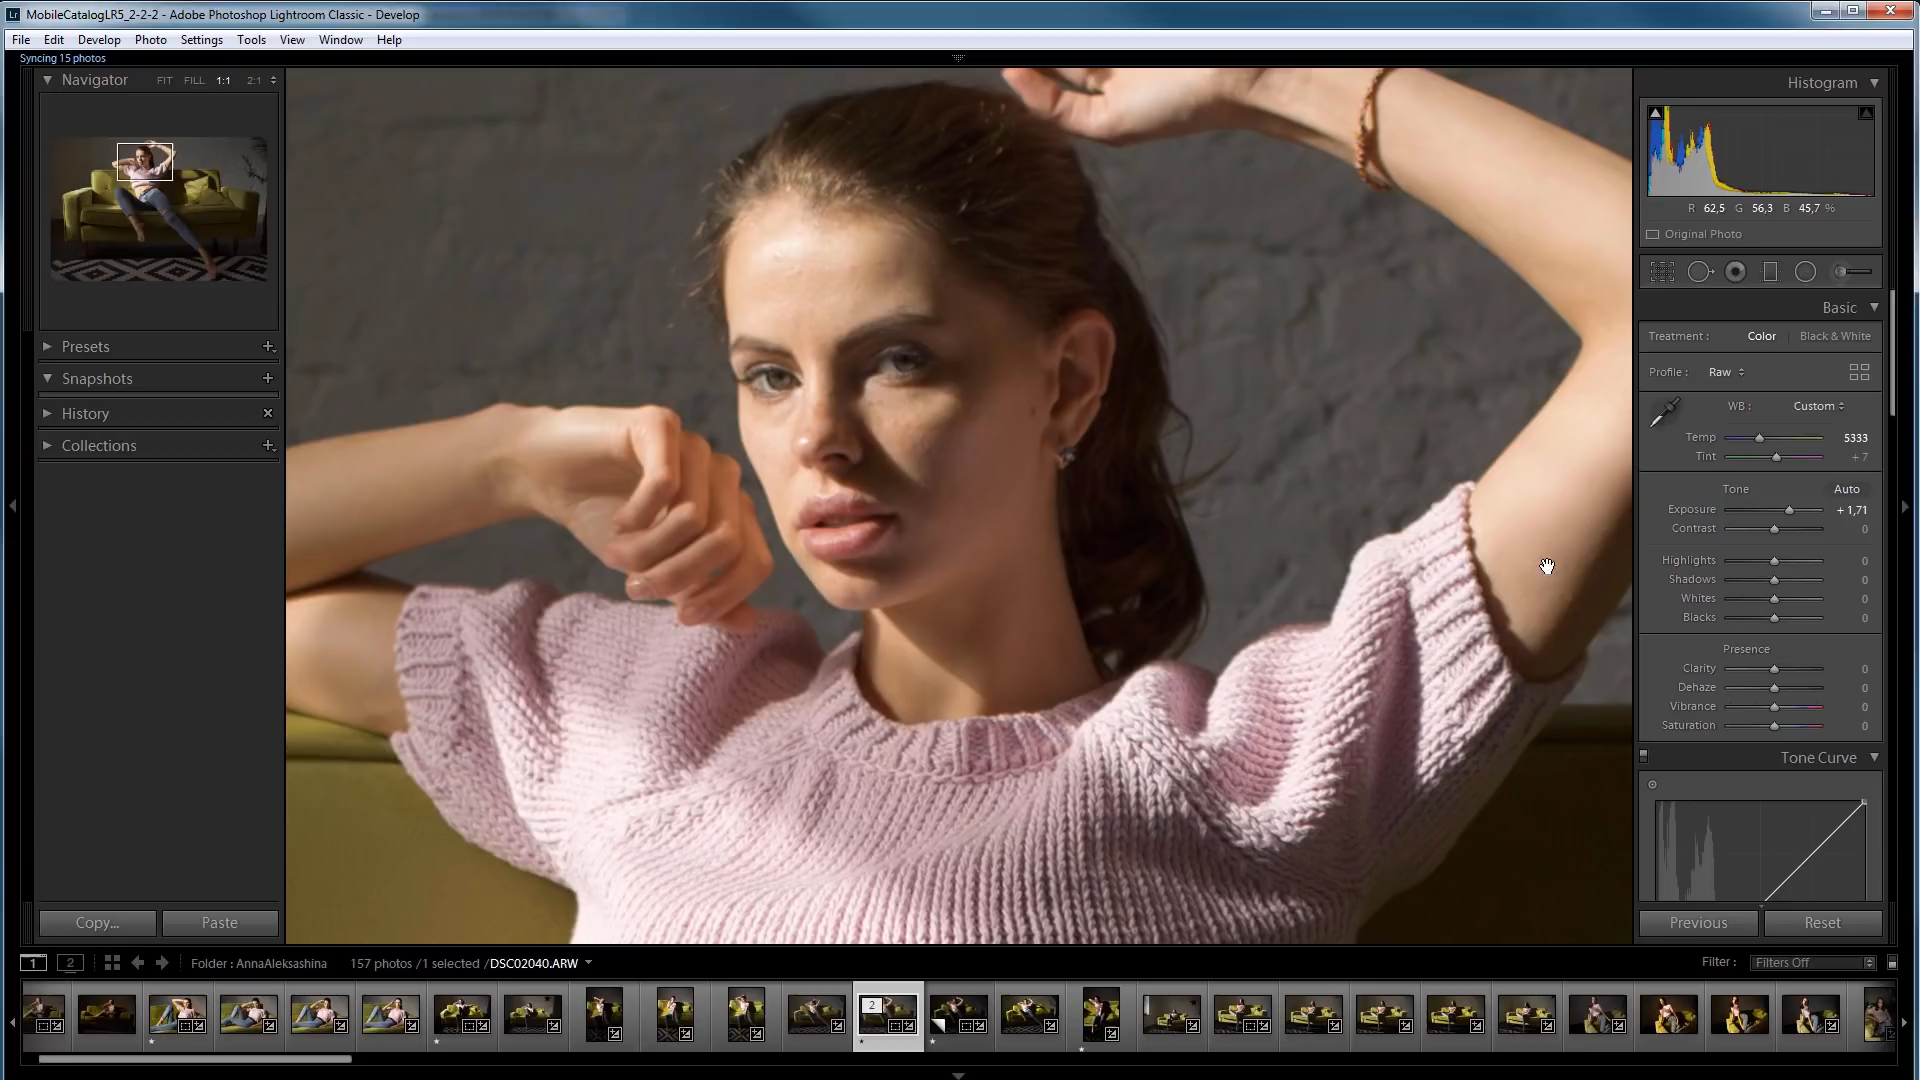 MobileCatalogLR5_2-2-2 - Adobe Photoshop Lightroom Classic - Develop
File Edit Develop Photo Settings Tools View Window Help
Syncing 15 photos
Navigator FIT FILL 1:1 2:1
Presets
Snapshots
History
Collections
Copy... Paste
Histogram
R 62,5 G 56,3 B 45,7 %
Original Photo
Basic
Treatment : Color Black & White
Profile : Raw
WB : Custom
Temp 5333
Tint + 7
Tone Auto
Exposure + 1,71
Contrast 0
Highlights 0
Shadows 0
Whites 0
Blacks 0
Presence
Clarity 0
Dehaze 0
Vibrance 0
Saturation 0
Tone Curve
Previous Reset
1 2 Folder : AnnaAleksashina 157 photos /1 selected /DSC02040.ARW Filter : Filters Off
2